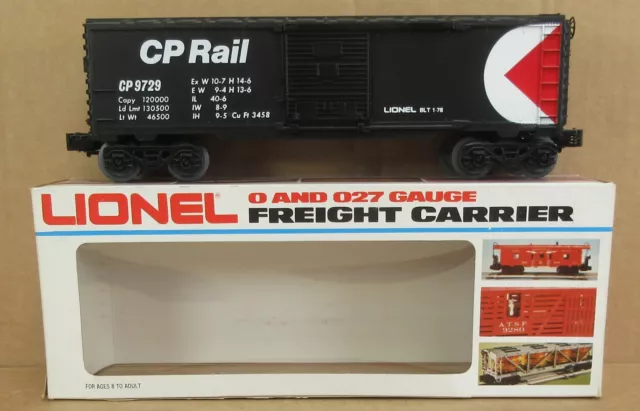 CP Rail
CP 9729
Capy 120000
Ld Lmt 130500
Lt Wt 46500
Ex W 10-7 H 14-6
E W 9-4 H 13-6
IL 40-6
IW 8-9
IH 9-5 Cu Ft 3458
LIONEL BLT 1-78
LIONEL
O AND 027 GAUGE
FREIGHT CARRIER
A.T.& S.F.
9280
FOR AGES 8 TO ADULT